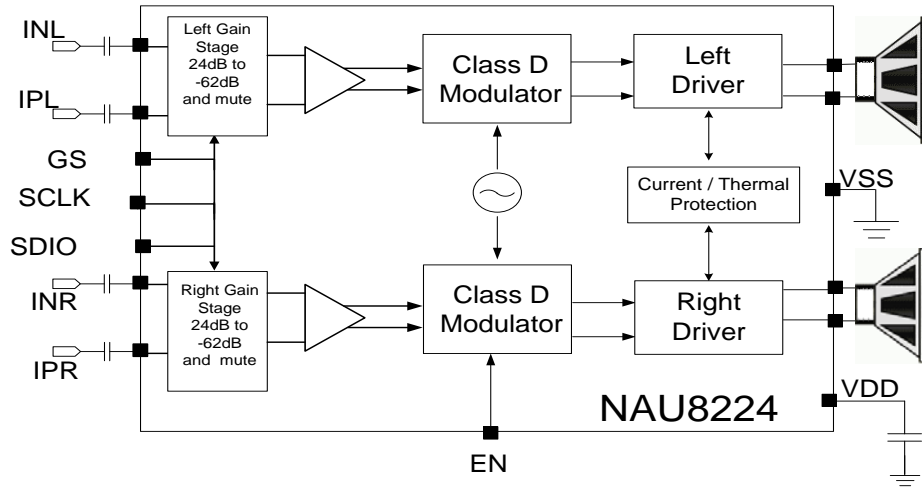 INL
IPL
GS
SCLK
SDIO
INR
IPR
Left Gain
Stage
24dB to
-62dB
and mute
Class D
Modulator
Left
Driver
Current / Thermal
Protection
VSS
Right Gain
Stage
24dB to
-62dB
and mute
Class D
Modulator
Right
Driver
VDD
NAU8224
EN